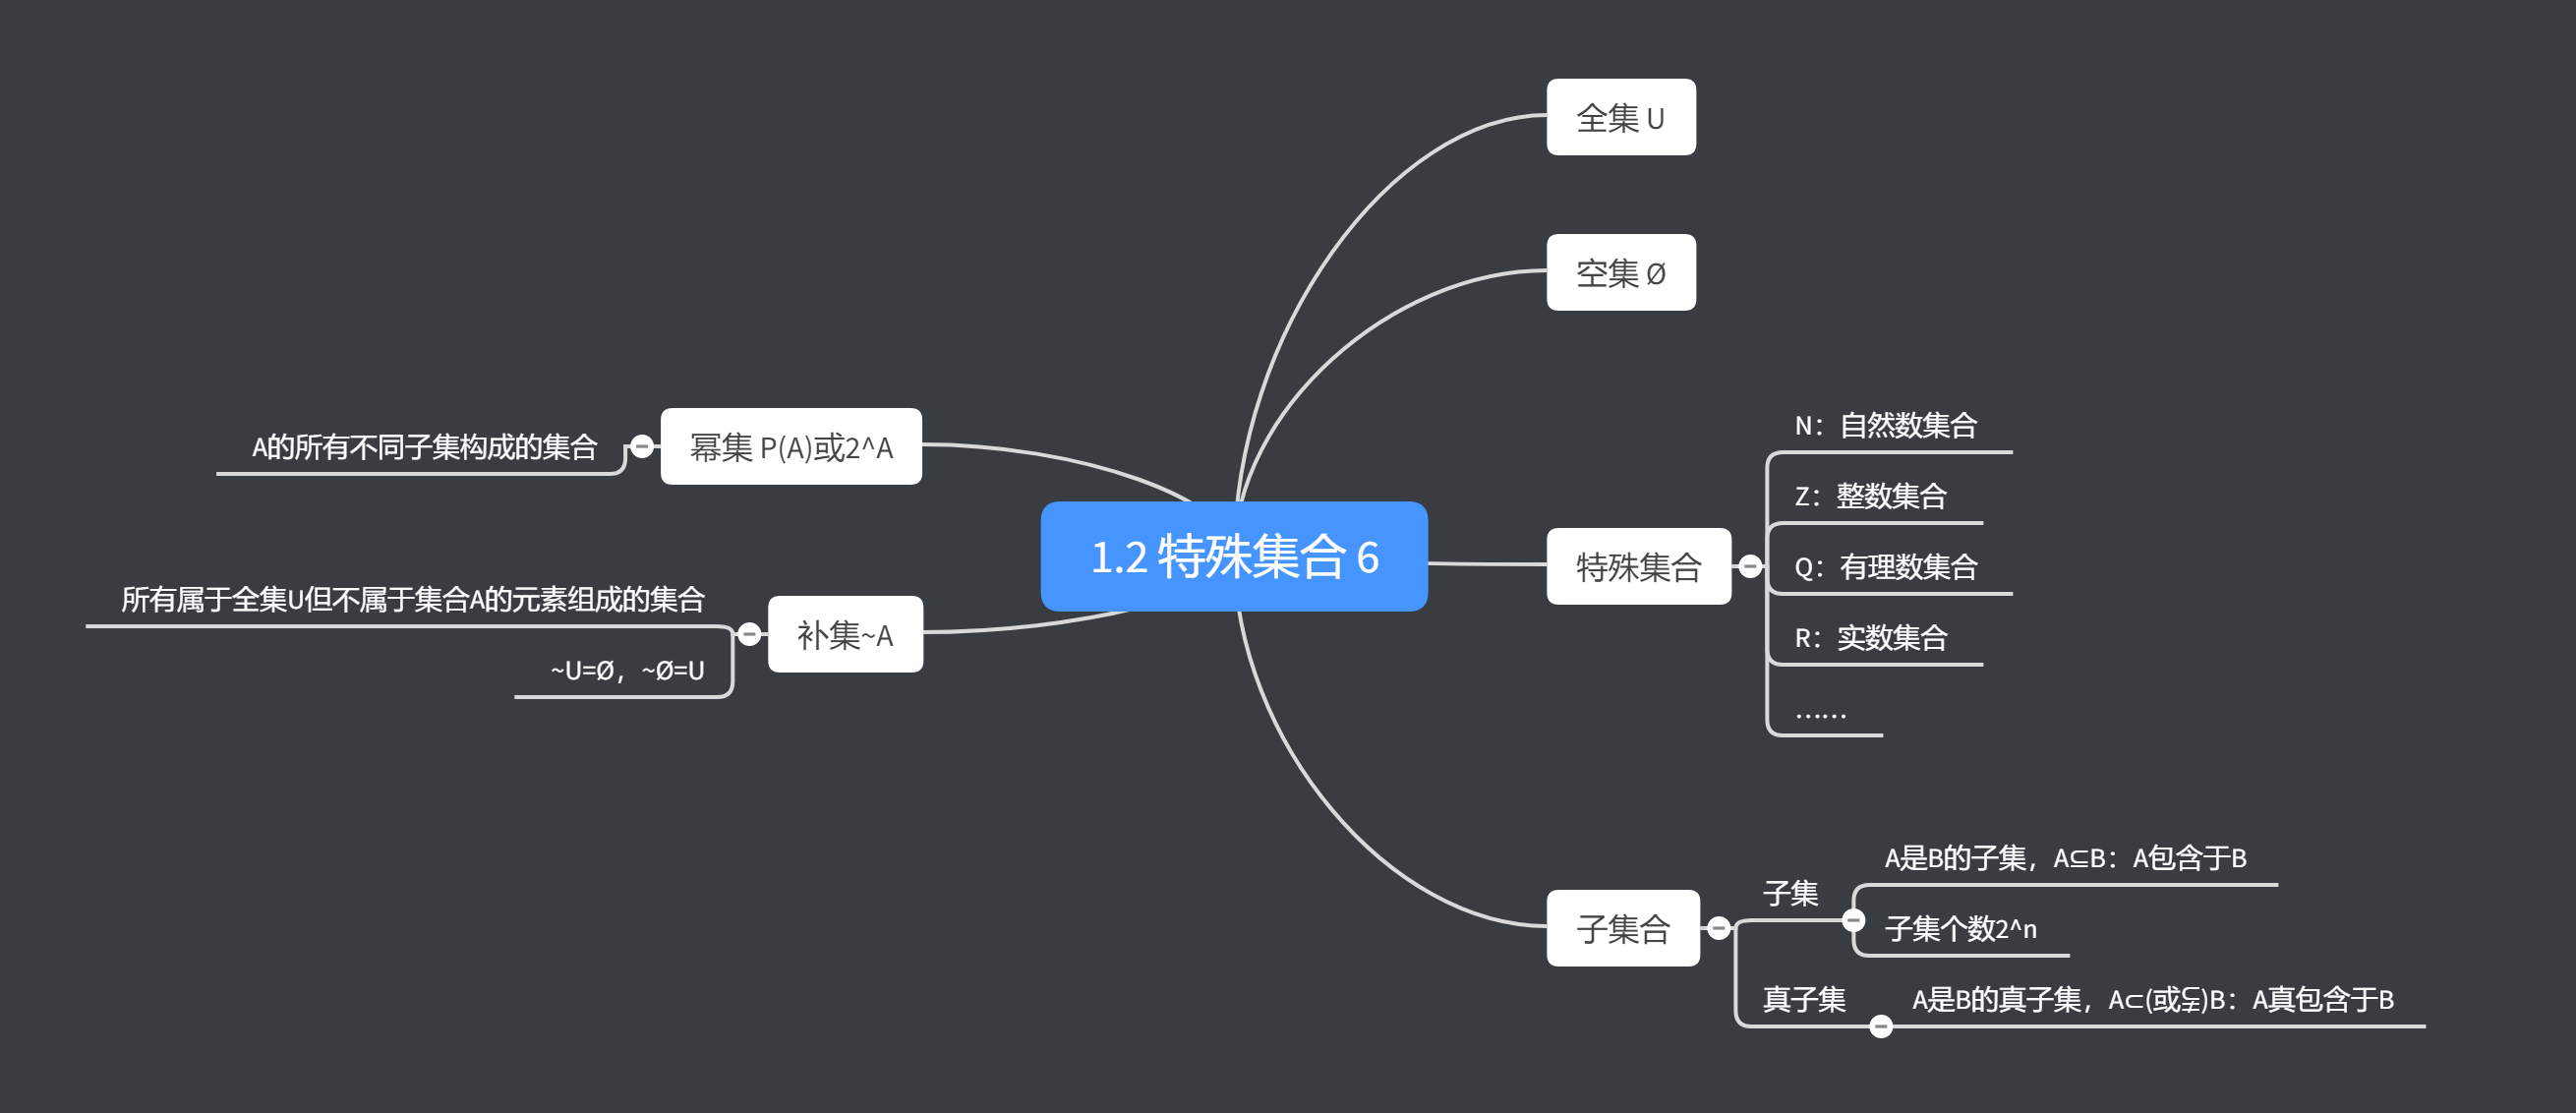 1.2 特殊集合 6
全集 U
空集 Ø
特殊集合
N：自然数集合
Z：整数集合
Q：有理数集合
R：实数集合
……
子集合
子集
A是B的子集，A⊆B：A包含于B
子集个数2^n
真子集
A是B的真子集，A⊂(或⫋)B：A真包含于B
幂集 P(A)或2^A
A的所有不同子集构成的集合
补集~A
所有属于全集U但不属于集合A的元素组成的集合
~U=Ø，~Ø=U